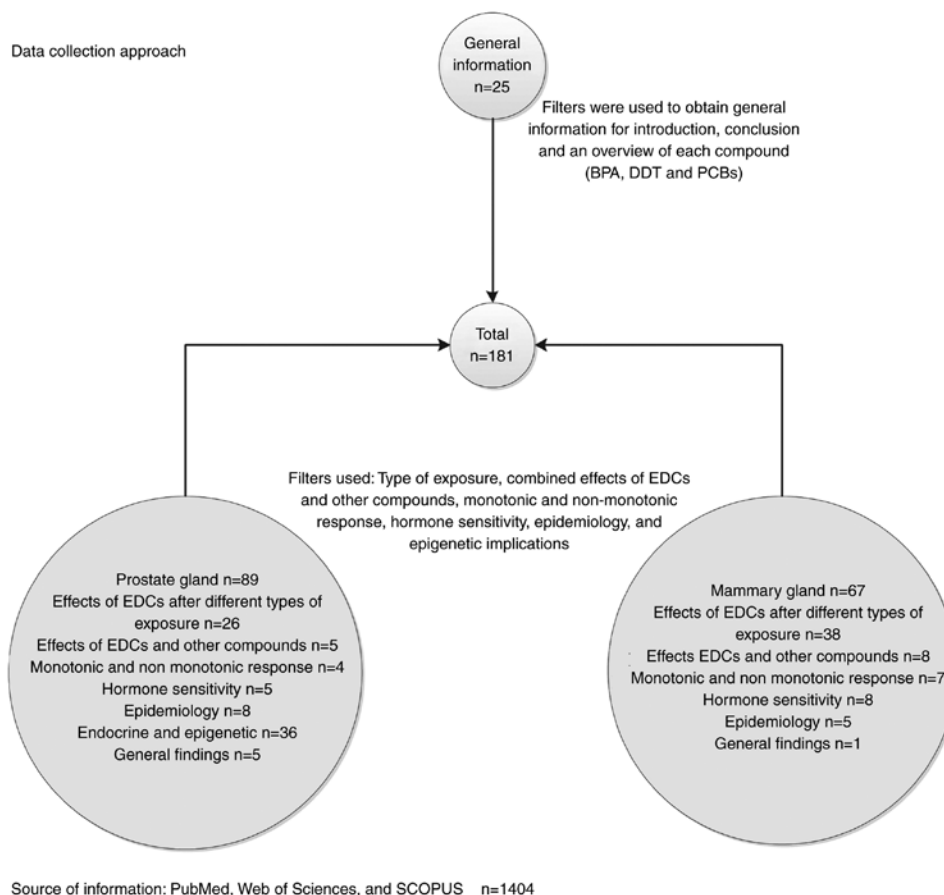 Data collection approach
General
information
n=25
Filters were used to obtain general
information for introduction, conclusion
and an overview of each compound
(BPA, DDT and PCBs)
Total
n=181
Filters used: Type of exposure, combined effects of EDCs
and other compounds, monotonic and non-monotonic
response, hormone sensitivity, epidemiology, and
epigenetic implications
Prostate gland n=89
Effects of EDCs after different types of
exposure n=26
Effects of EDCs and other compounds n=5
Monotonic and non monotonic response n=4
Hormone sensitivity n=5
Epidemiology n=8
Endocrine and epigenetic n=36
General findings n=5
Mammary gland n=67
Effects of EDCs after different types of
exposure n=38
Effects EDCs and other compounds n=8
Monotonic and non monotonic response n=7
Hormone sensitivity n=8
Epidemiology n=5
General findings n=1
Source of information: PubMed, Web of Sciences, and SCOPUS n=1404